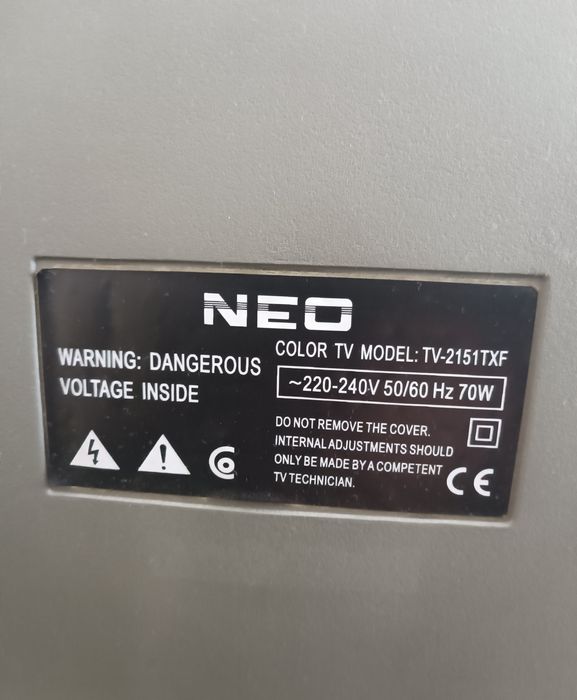 NEO
WARNING: DANGEROUS
VOLTAGE INSIDE
COLOR TV MODEL: TV-2151TXF
~220-240V 50/60 Hz 70W
DO NOT REMOVE THE COVER.
INTERNAL ADJUSTMENTS SHOULD
ONLY BE MADE BY A COMPETENT
TV TECHNICIAN.
CE